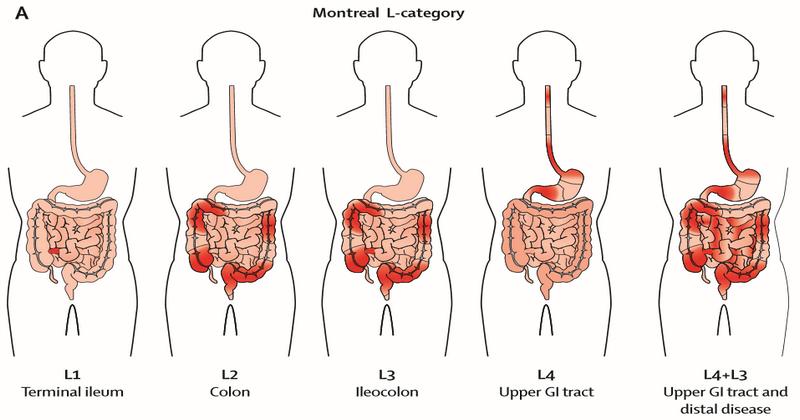 A
Montreal L-category
L1
Terminal ileum
L2
Colon
L3
Ileocolon
L4
Upper GI tract
L4+L3
Upper GI tract and
distal disease